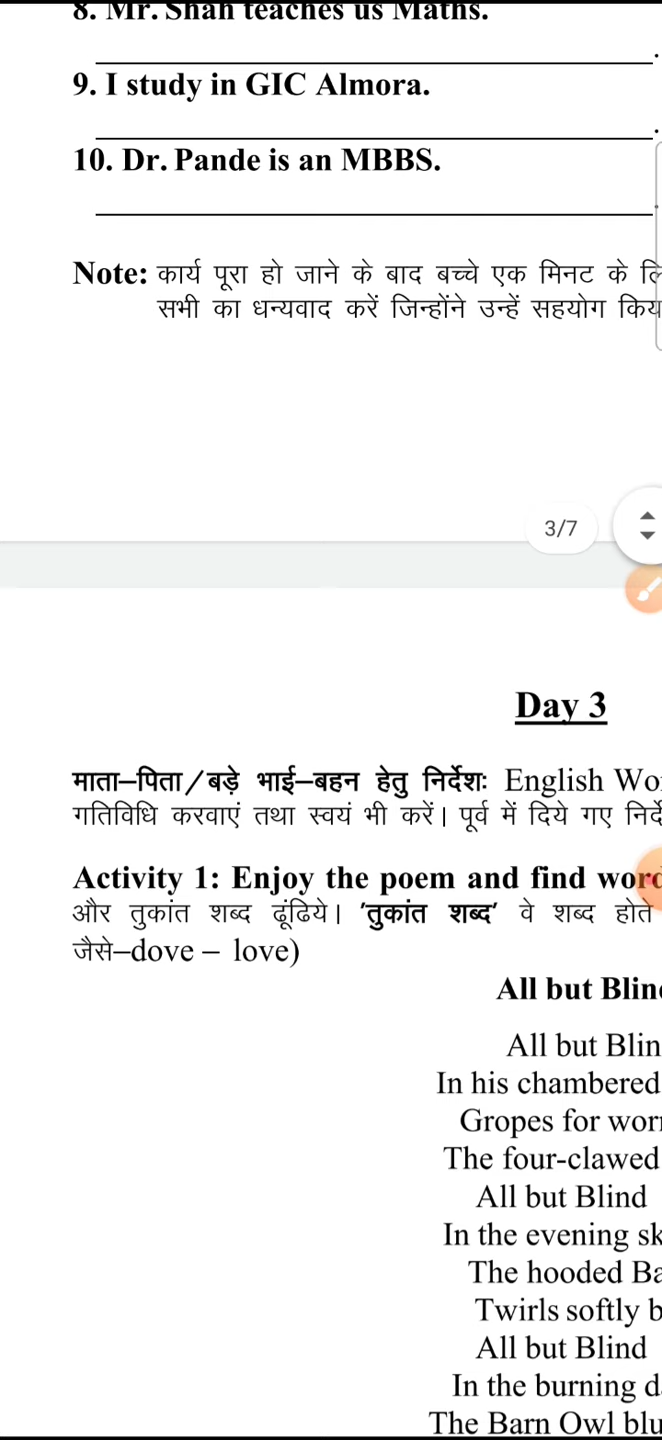 8. Mr. Shah teaches us Maths.
9. I study in GIC Almora.
10. Dr. Pande is an MBBS.
Note: कार्य पूरा हो जाने के बाद बच्चे एक मिनट के
सभी का धन्यवाद करें जिन्होंने उन्हें सहयोग
3/7
Day 3
माता–पिता/बड़े भाई–बहन हेतु निर्देशः English
गतिविधि करवाएं तथा स्वयं भी करें। पूर्व में दिये गए
Activity 1: Enjoy the poem and find
और तुकांत शब्द ढूंढिये। ‘तुकांत शब्द’ वे शब्द होते
जैसे–dove – love)
All but
All but
In his chambered
Gropes for
The four-clawed
All but Blind
In the evening
The hooded
Twirls softly
All but Blind
In the burning
The Barn Owl